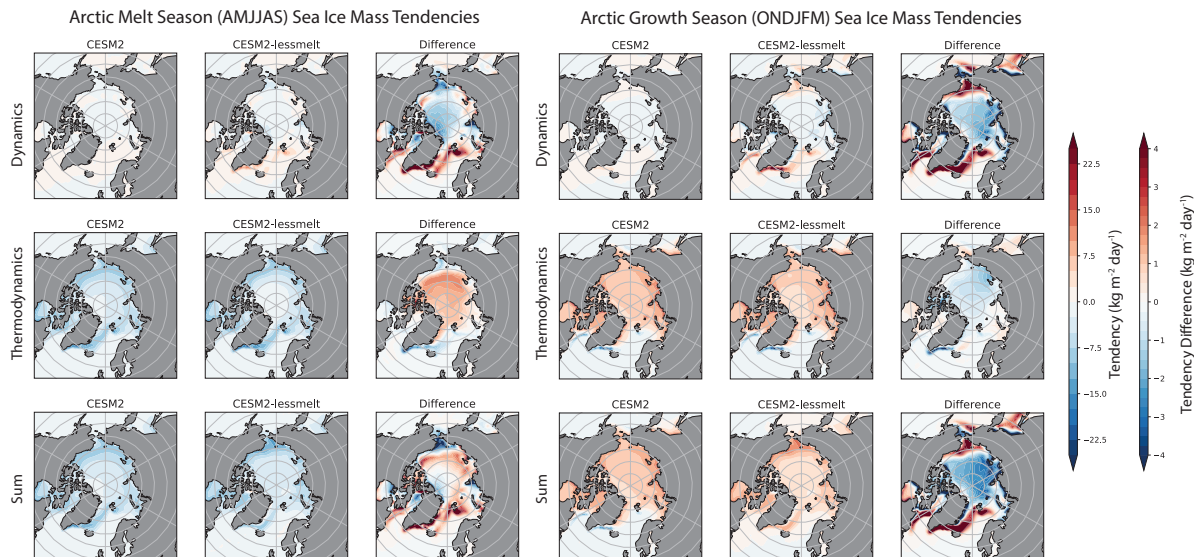 Arctic Melt Season (AMJJAS) Sea Ice Mass Tendencies
Arctic Growth Season (ONDJFM) Sea Ice Mass Tendencies
CESM2 CESM2-lessmelt Difference CESM2 CESM2-lessmelt Difference
Dynamics Dynamics
CESM2 CESM2-lessmelt Difference CESM2 CESM2-lessmelt Difference
Thermodynamics Thermodynamics
CESM2 CESM2-lessmelt Difference CESM2 CESM2-lessmelt Difference
Sum Sum
22.5
15.0
7.5
0.0
−7.5
−15.0
−22.5
Tendency (kg m⁻² day⁻¹)
4
3
2
1
0
−1
−2
−3
−4
Tendency Difference (kg m⁻² day⁻¹)